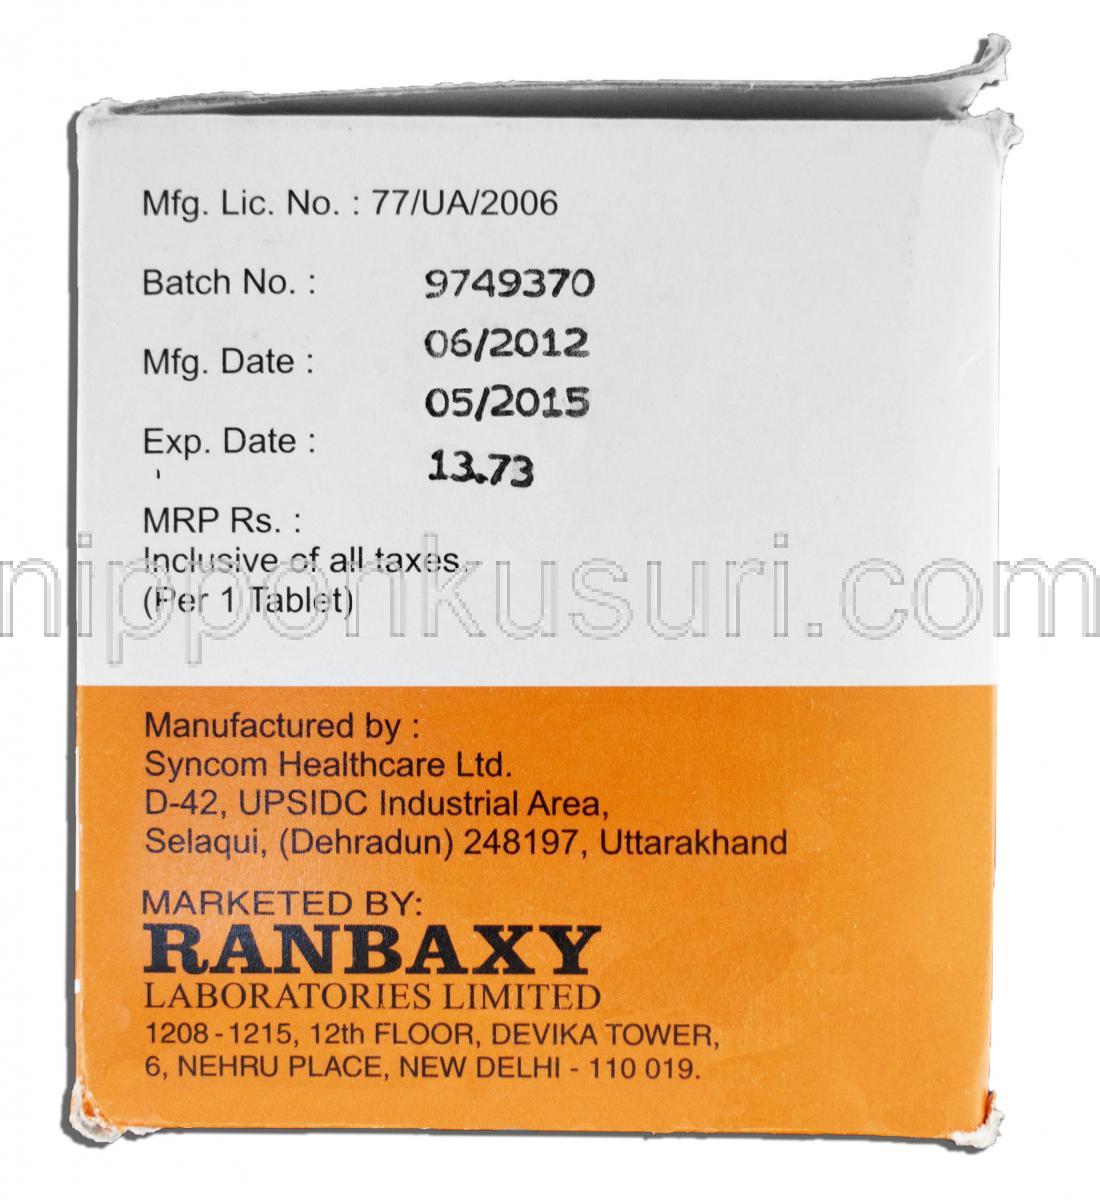 Mfg. Lic. No. : 77/UA/2006
Batch No. : 9749370
Mfg. Date : 06/2012
Exp. Date : 05/2015
MRP Rs. : 13.73
Inclusive of all taxes.
(Per 1 Tablet)
nipponkusuri.com
Manufactured by :
Syncom Healthcare Ltd.
D-42, UPSIDC Industrial Area,
Selaqui, (Dehradun) 248197, Uttarakhand
MARKETED BY:
RANBAXY
LABORATORIES LIMITED
1208 - 1215, 12th FLOOR, DEVIKA TOWER,
6, NEHRU PLACE, NEW DELHI - 110 019.